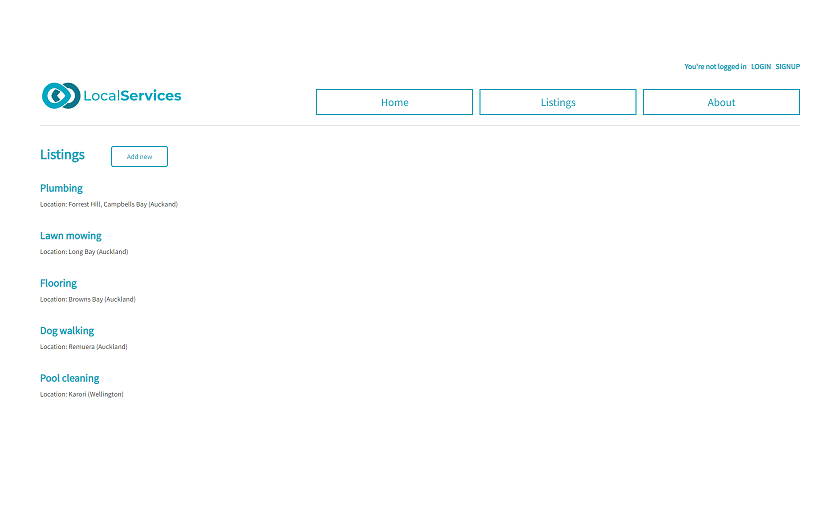 You're not logged in LOGIN SIGNUP
LocalServices
Home Listings About
Listings Add new
Plumbing
Location: Forrest Hill, Campbells Bay (Auckand)
Lawn mowing
Location: Long Bay (Auckland)
Flooring
Location: Browns Bay (Auckland)
Dog walking
Location: Remuera (Auckland)
Pool cleaning
Location: Karori (Wellington)